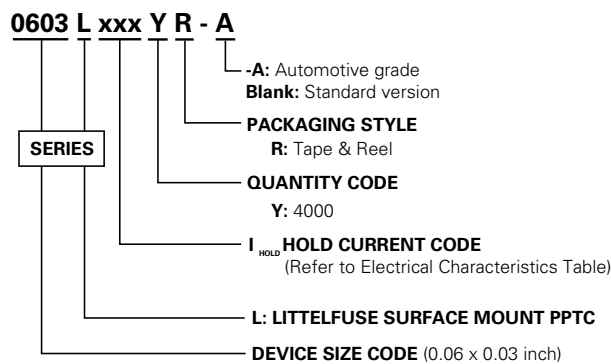 0603 L xxx Y R - A
-A: Automotive grade
Blank: Standard version
PACKAGING STYLE
R: Tape & Reel
SERIES
QUANTITY CODE
Y: 4000
I HOLD HOLD CURRENT CODE
(Refer to Electrical Characteristics Table)
L: LITTELFUSE SURFACE MOUNT PPTC
DEVICE SIZE CODE (0.06 x 0.03 inch)